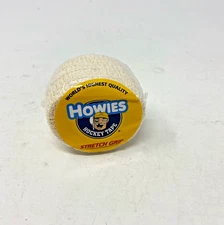 WORLD'S HIGHEST QUALITY
HOWIES
HOCKEY TAPE
STRETCH GRIP